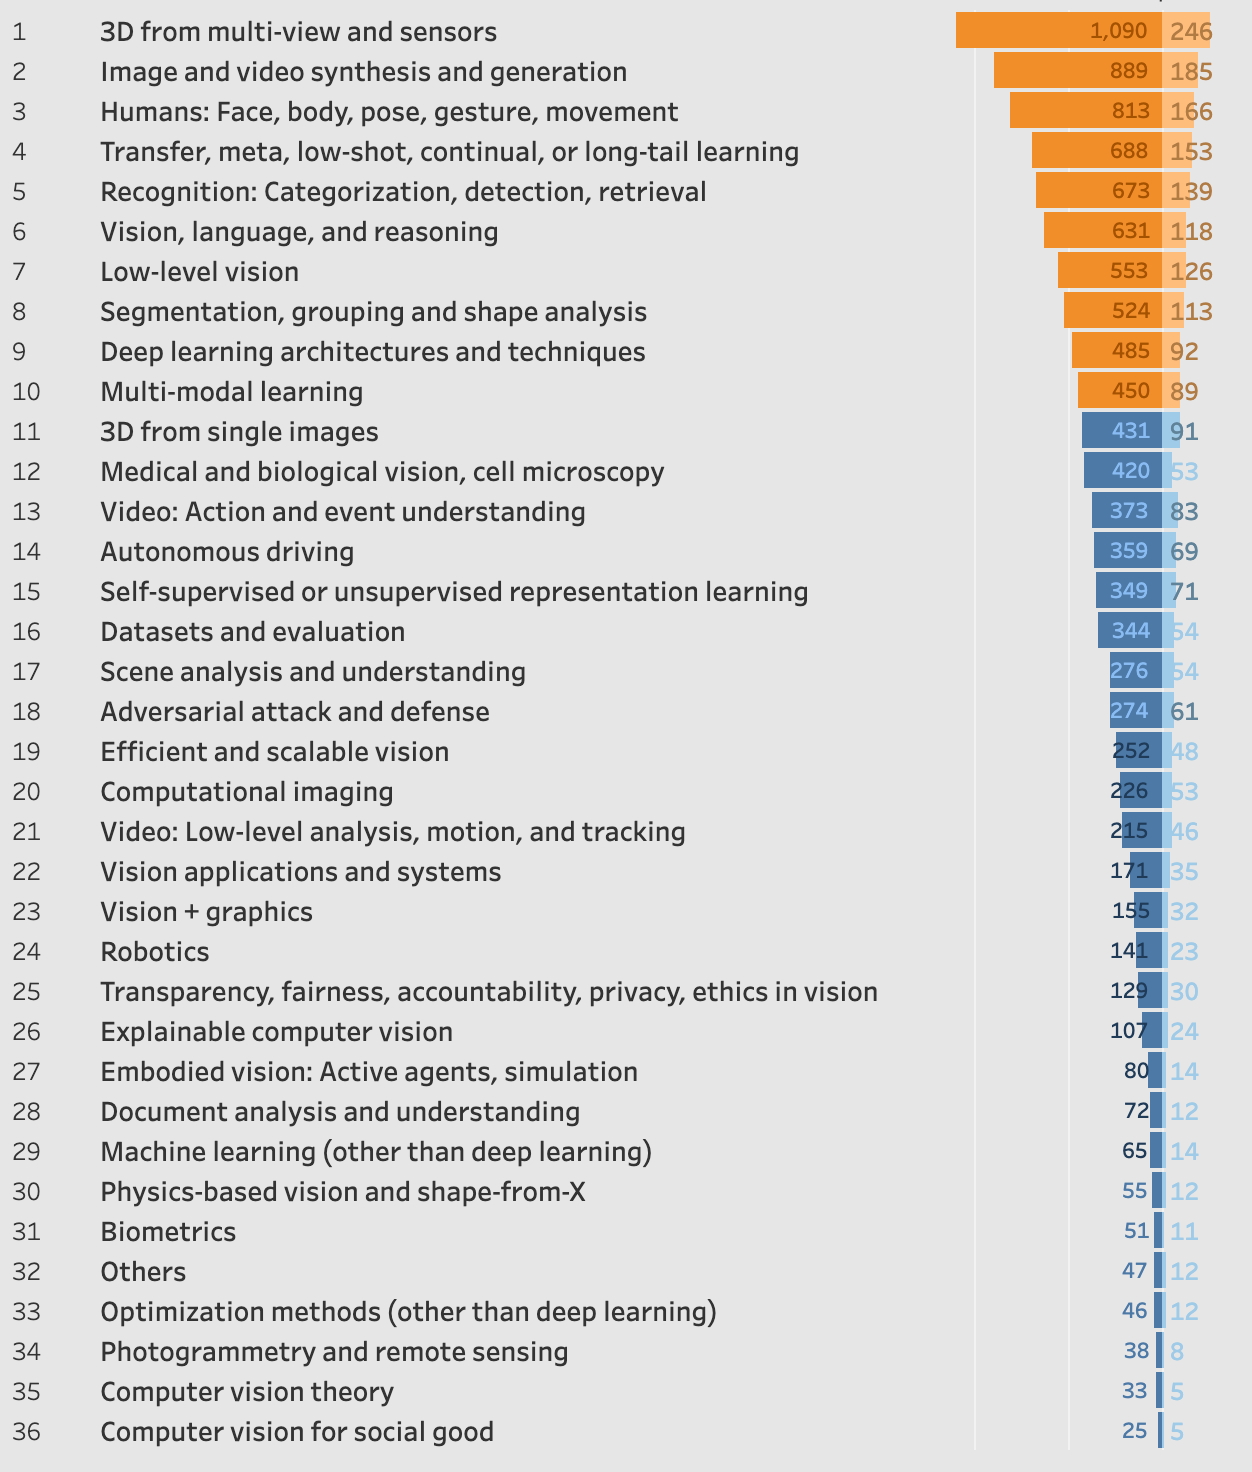 1 3D from multi-view and sensors 1,090 246
2 Image and video synthesis and generation 889 185
3 Humans: Face, body, pose, gesture, movement 813 166
4 Transfer, meta, low-shot, continual, or long-tail learning 688 153
5 Recognition: Categorization, detection, retrieval 673 139
6 Vision, language, and reasoning 631 118
7 Low-level vision 553 126
8 Segmentation, grouping and shape analysis 524 113
9 Deep learning architectures and techniques 485 92
10 Multi-modal learning 450 89
11 3D from single images 431 91
12 Medical and biological vision, cell microscopy 420 53
13 Video: Action and event understanding 373 83
14 Autonomous driving 359 69
15 Self-supervised or unsupervised representation learning 349 71
16 Datasets and evaluation 344 54
17 Scene analysis and understanding 276 54
18 Adversarial attack and defense 274 61
19 Efficient and scalable vision 252 48
20 Computational imaging 226 53
21 Video: Low-level analysis, motion, and tracking 215 46
22 Vision applications and systems 171 35
23 Vision + graphics 155 32
24 Robotics 141 23
25 Transparency, fairness, accountability, privacy, ethics in vision 129 30
26 Explainable computer vision 107 24
27 Embodied vision: Active agents, simulation 80 14
28 Document analysis and understanding 72 12
29 Machine learning (other than deep learning) 65 14
30 Physics-based vision and shape-from-X 55 12
31 Biometrics 51 11
32 Others 47 12
33 Optimization methods (other than deep learning) 46 12
34 Photogrammetry and remote sensing 38 8
35 Computer vision theory 33 5
36 Computer vision for social good 25 5